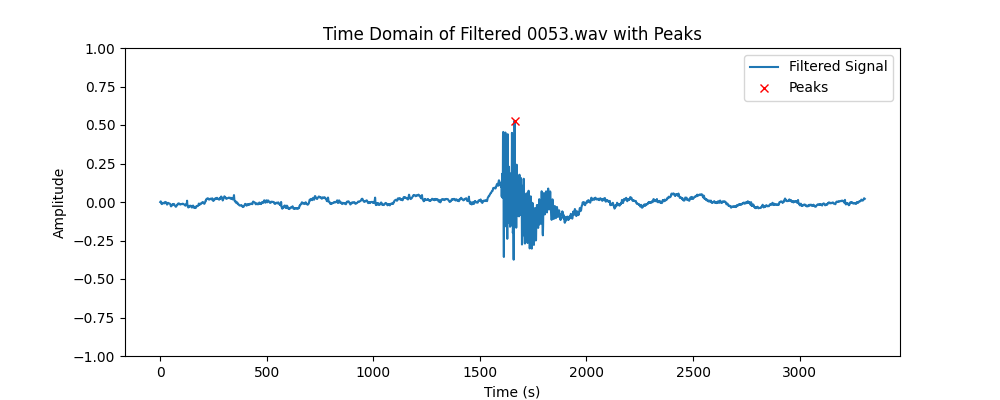 Time Domain of Filtered 0053.wav with Peaks
1.00
0.75
0.50
0.25
0.00
−0.25
−0.50
−0.75
−1.00
Amplitude
Filtered Signal
Peaks
0 500 1000 1500 2000 2500 3000
Time (s)